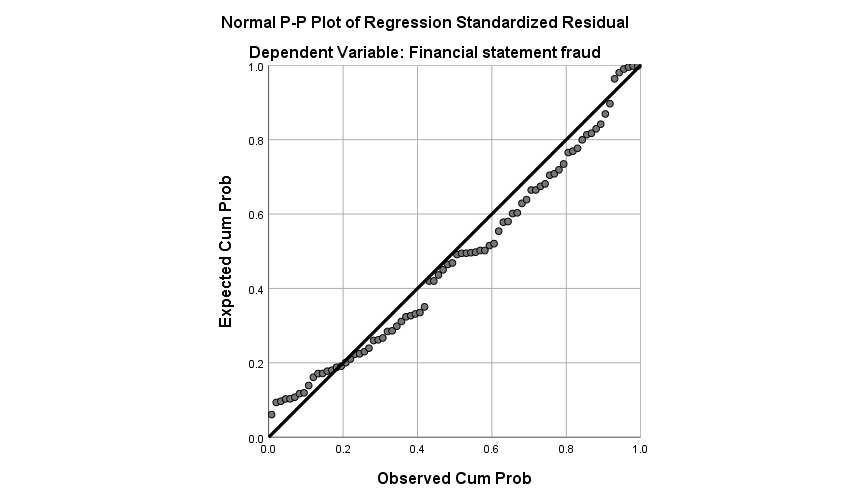 Normal P-P Plot of Regression Standardized Residual
Dependent Variable: Financial statement fraud
1.0
0.8
0.6
0.4
0.2
0.0
Expected Cum Prob
0.0 0.2 0.4 0.6 0.8 1.0
Observed Cum Prob